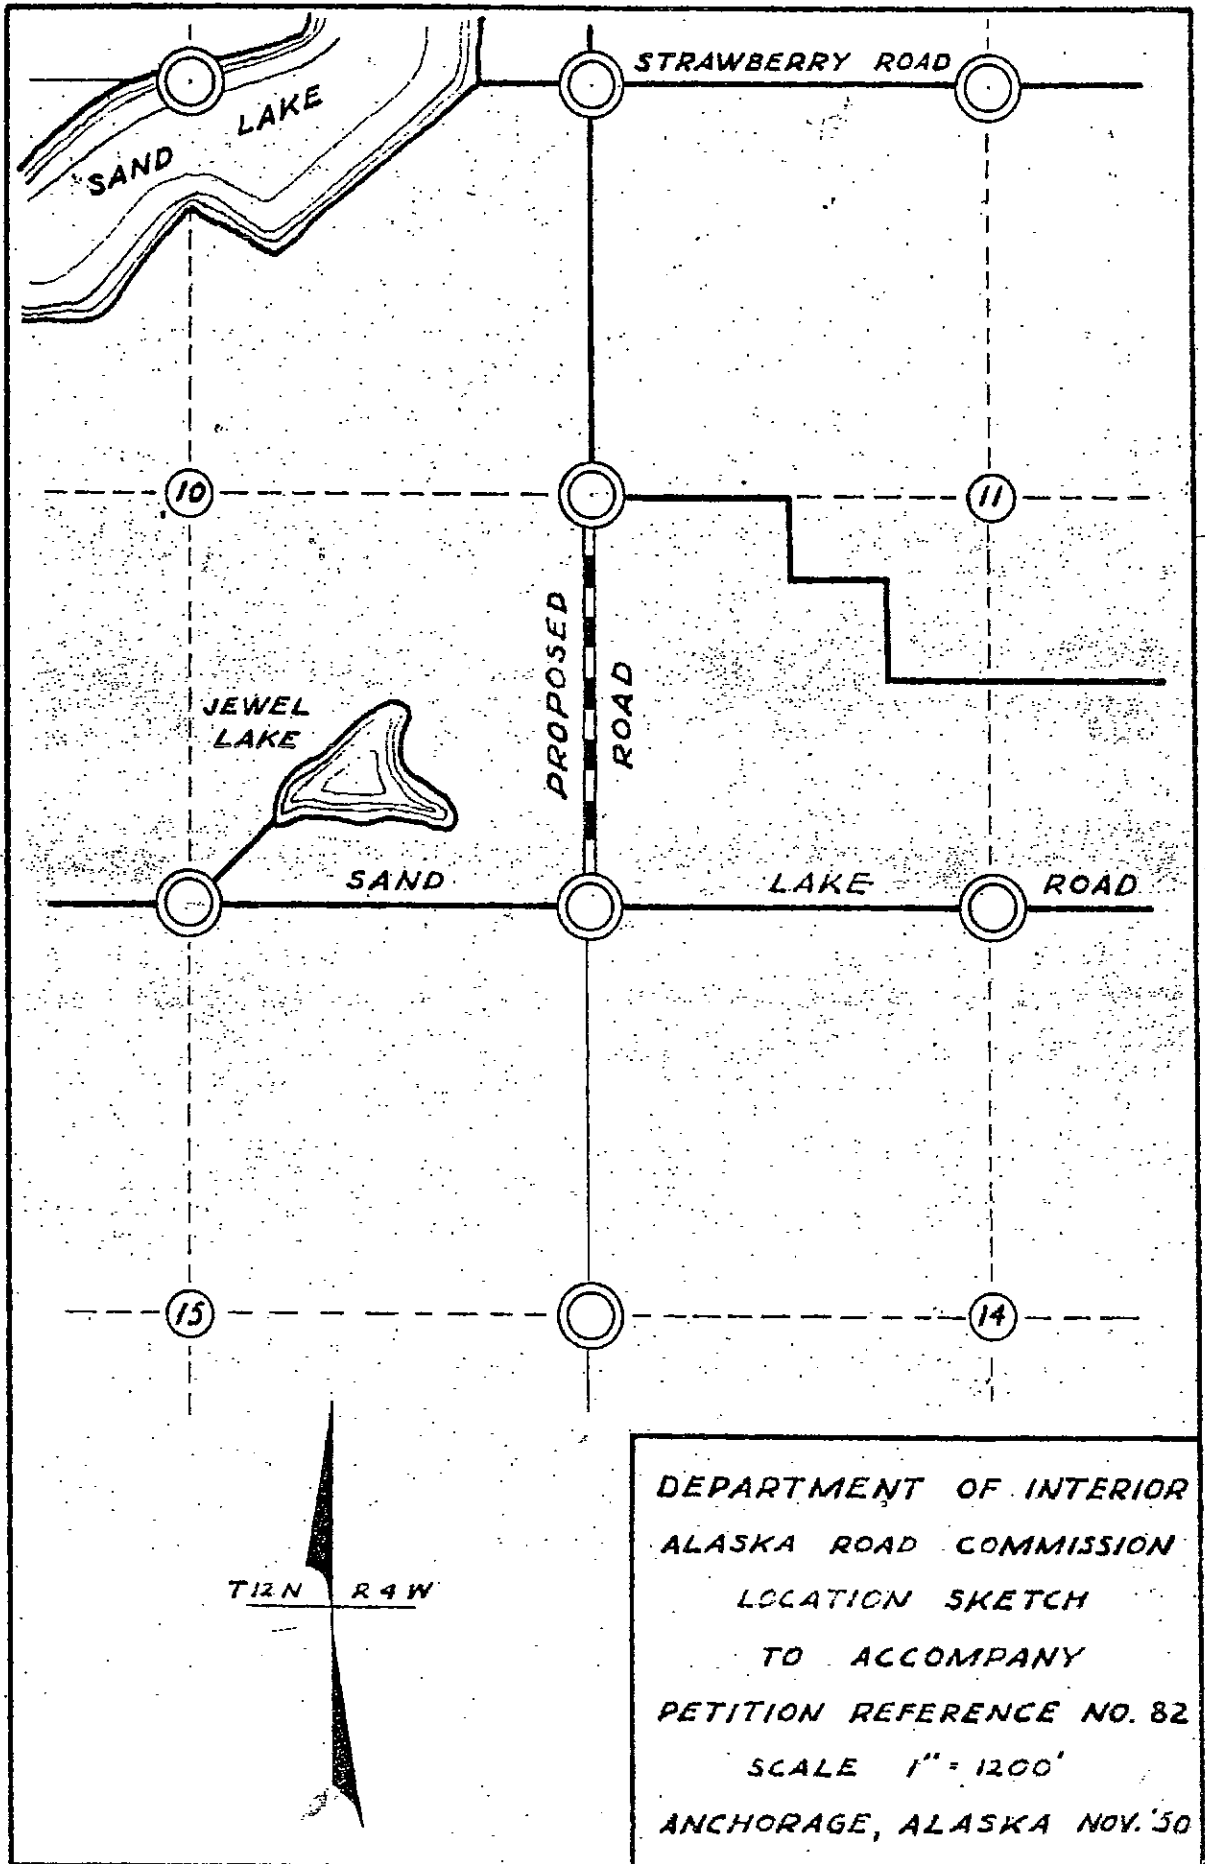 STRAWBERRY ROAD
SAND LAKE
10
11
PROPOSED
ROAD
JEWEL
LAKE
SAND LAKE ROAD
15
14
T12N R4W
DEPARTMENT OF INTERIOR
ALASKA ROAD COMMISSION
LOCATION SKETCH
TO ACCOMPANY
PETITION REFERENCE NO. 82
SCALE 1" = 1200'
ANCHORAGE, ALASKA NOV. '50